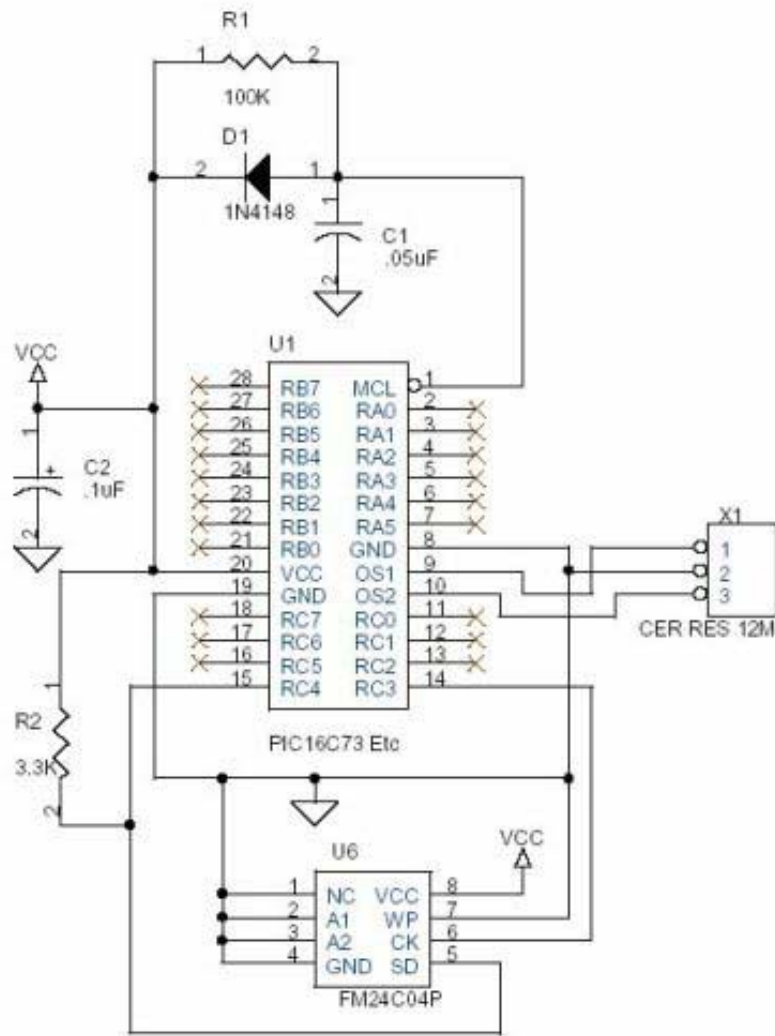 R1
1 2
100K
D1
2 1
1N4148
1
C1
.05uF
2
U1
VCC
28 RB7 MCL 1
27 RB6 RA0 2
26 RB5 RA1 3
25 RB4 RA2 4
24 RB3 RA3 5
23 RB2 RA4 6
22 RB1 RA5 7
21 RB0 GND 8
20 VCC OS1 9
19 GND OS2 10
18 RC7 RC0 11
17 RC6 RC1 12
16 RC5 RC2 13
15 RC4 RC3 14
1
+
C2
.1uF
2
X1
1
2
3
CER RES 12M
PIC16C73 Etc
1
R2
3.3K
2
U6
VCC
1 NC VCC 8
2 A1 WP 7
3 A2 CK 6
4 GND SD 5
FM24C04P